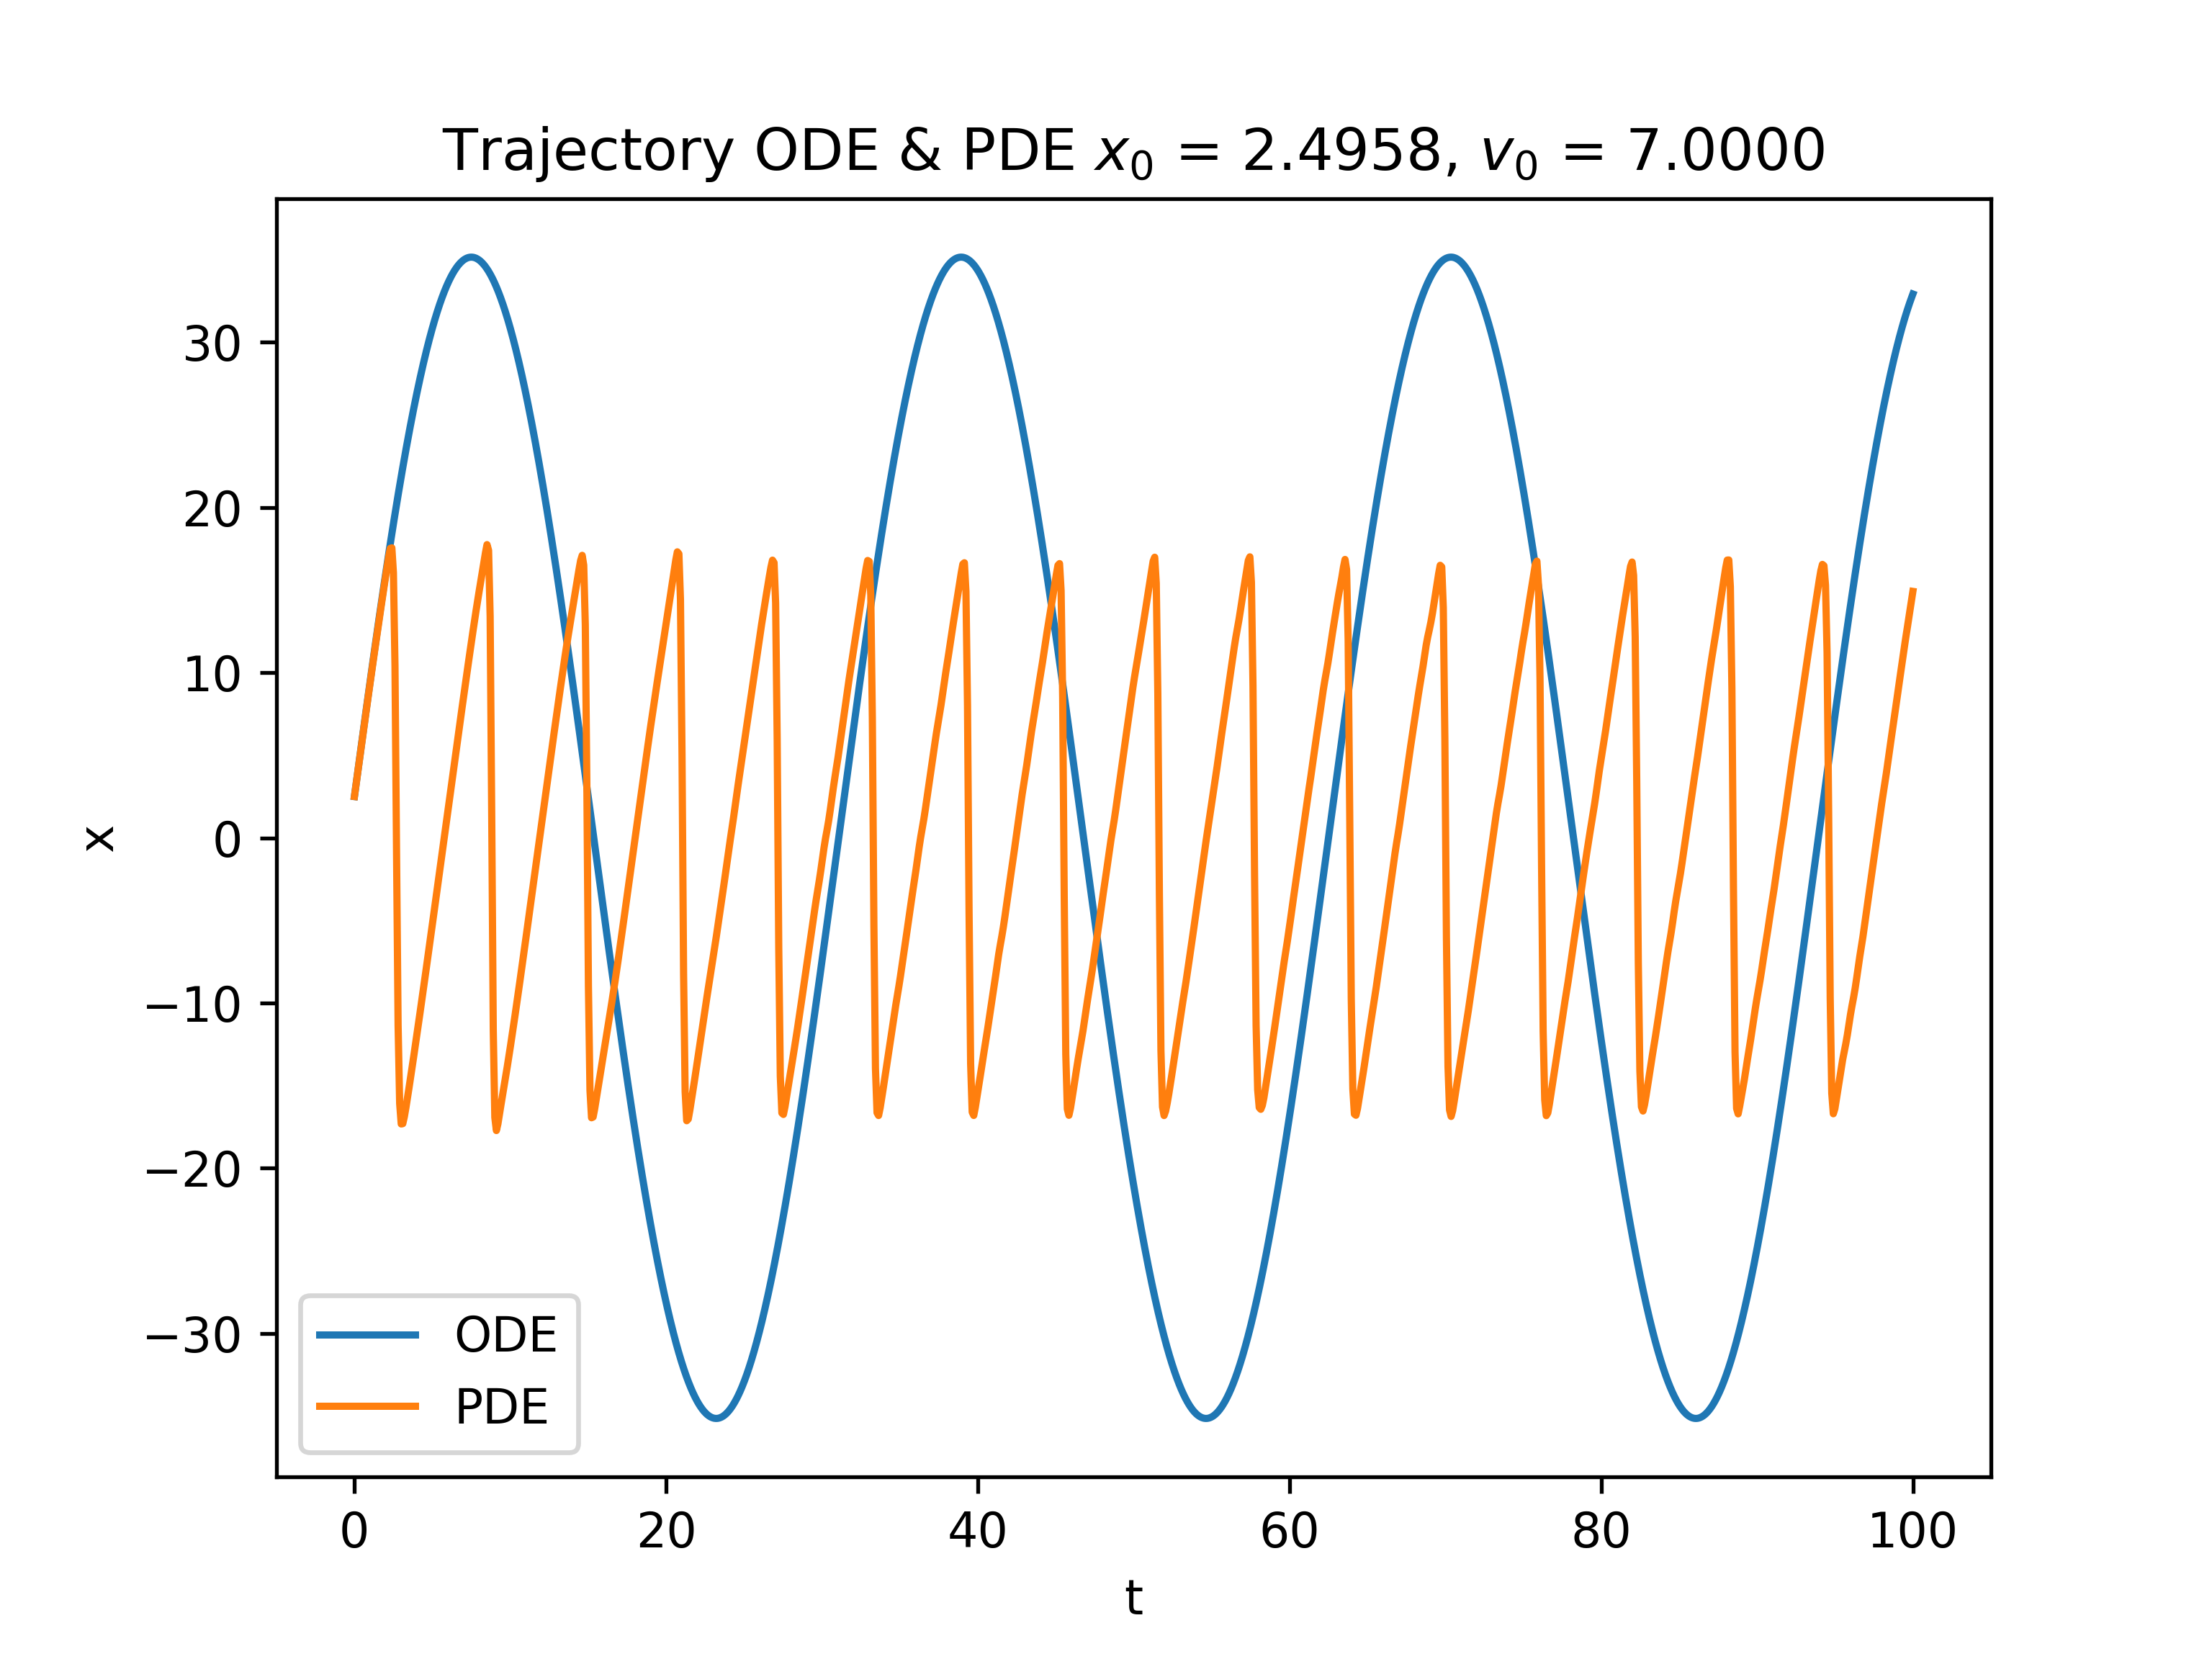 Trajectory ODE & PDE x₀ = 2.4958, v₀ = 7.0000
30
20
10
0
−10
−20
−30
x
ODE
PDE
0 20 40 60 80 100
t